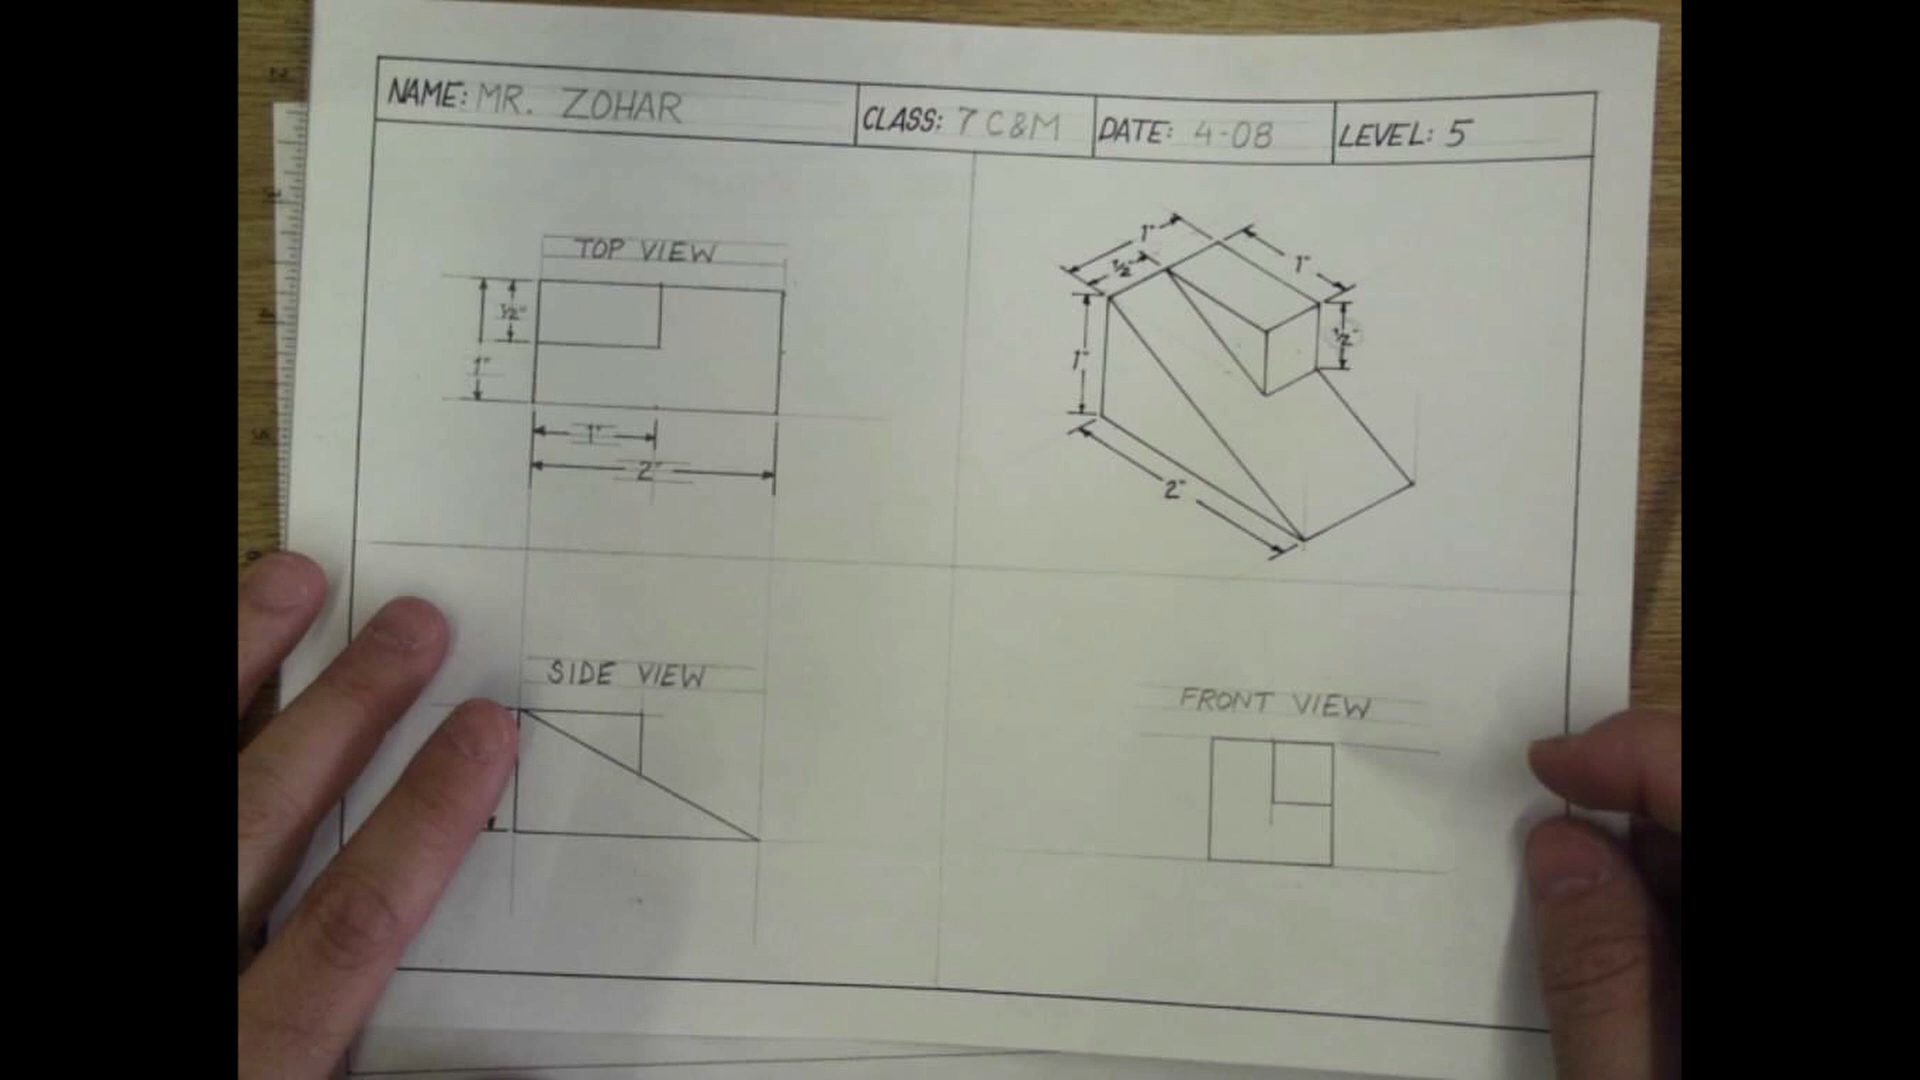 NAME: MR. ZOHAR
CLASS: 7 C&M
DATE: 4-08
LEVEL: 5
TOP VIEW
1/2"
1"
1"
2"
1"
1/2"
1"
1/2"
1"
2"
SIDE VIEW
FRONT VIEW